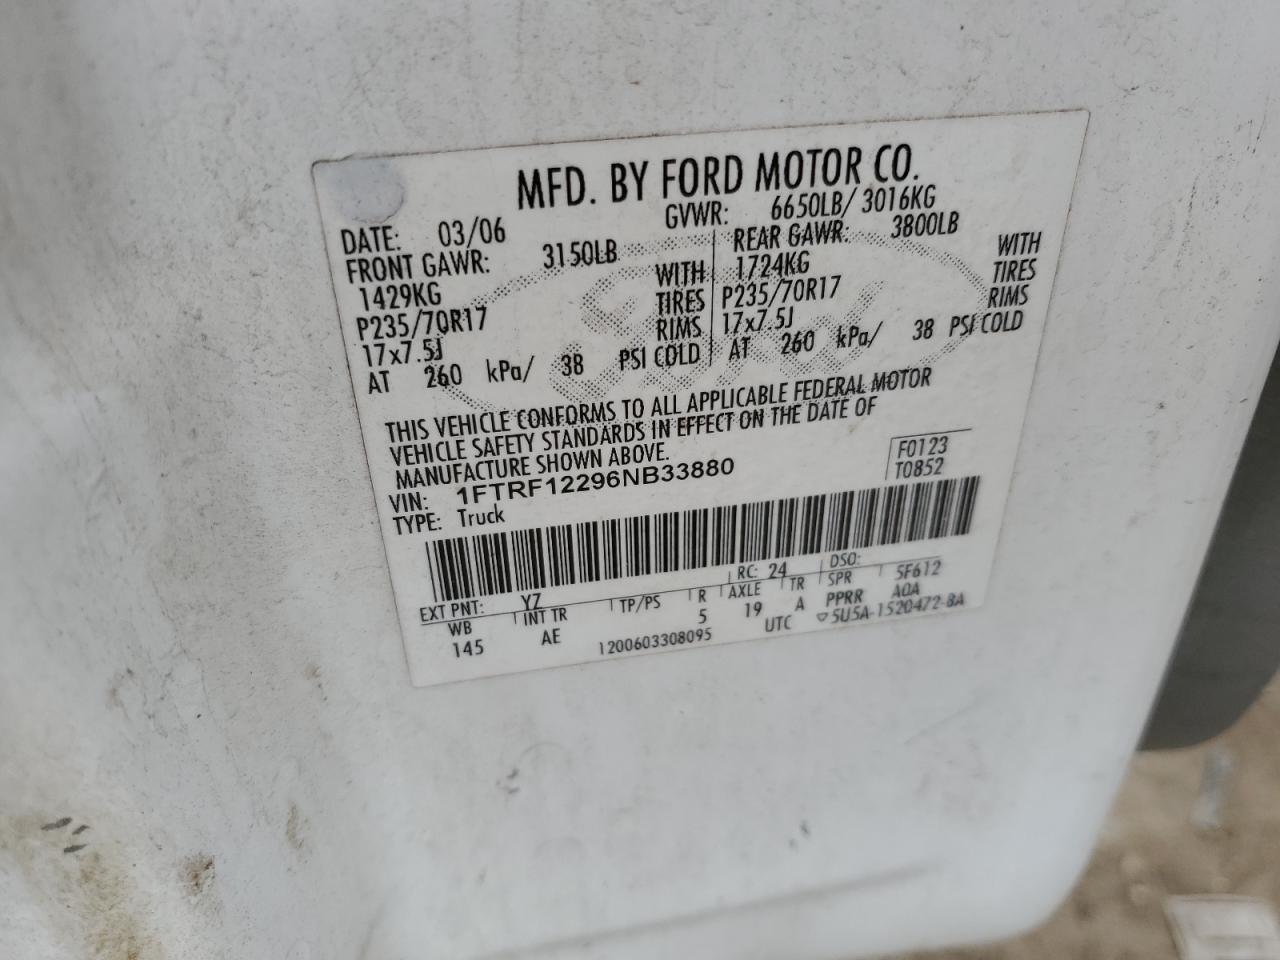 MFD. BY FORD MOTOR CO.
DATE: 03/06 GVWR: 6650LB/ 3016KG
FRONT GAWR: 3150LB REAR GAWR: 3800LB
1429KG WITH 1724KG WITH
P235/70R17 TIRES P235/70R17 TIRES
17x7.5J RIMS 17x7.5J RIMS
AT 260 kPa/ 38 PSI COLD AT 260 kPa/ 38 PSI COLD
THIS VEHICLE CONFORMS TO ALL APPLICABLE FEDERAL MOTOR
VEHICLE SAFETY STANDARDS IN EFFECT ON THE DATE OF
MANUFACTURE SHOWN ABOVE.
VIN: 1FTRF12296NB33880 F0123
TYPE: Truck T0852
EXT PNT: YZ RC: 24 DSO:
WB INT TR TP/PS R AXLE TR SPR 5F612
145 AE 5 19 A PPRR AOA
1200603308095 UTC ▽5U5A-1520472-BA